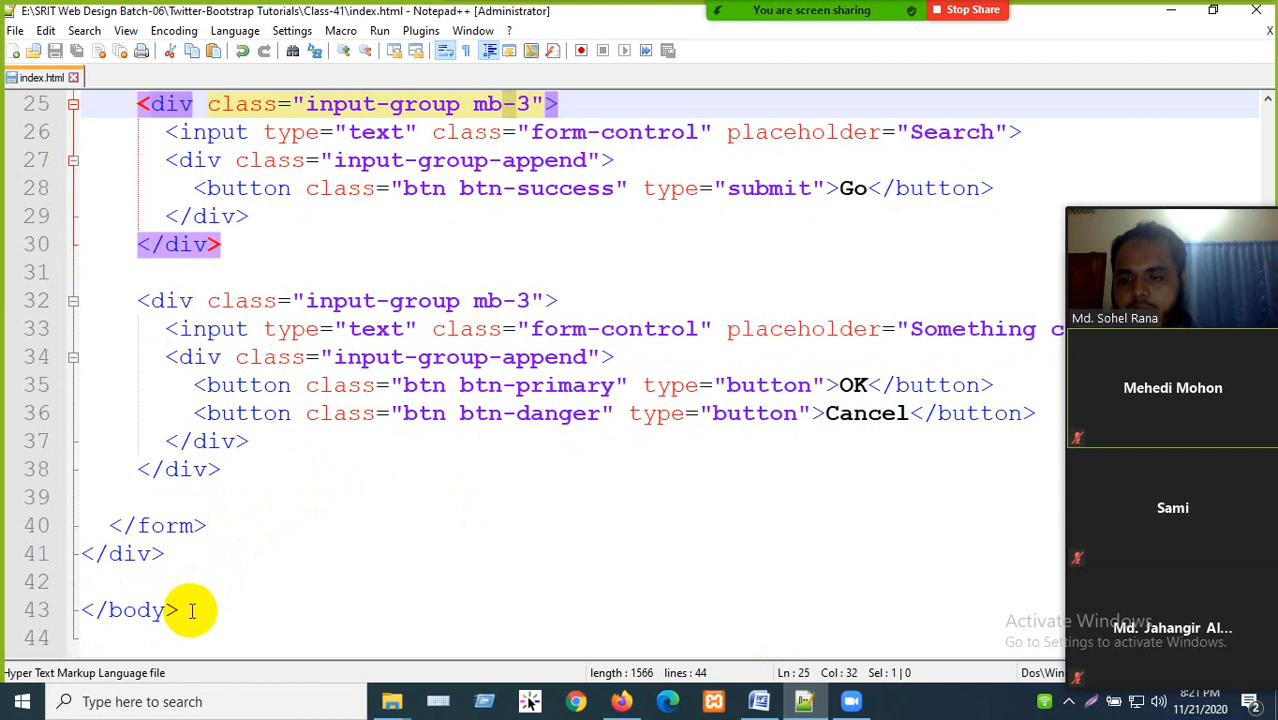 E:\SRIT Web Design Batch-06\Twitter-Bootstrap Tutorials\Class-41\index.html - Notepad++ [Administrator]
You are screen sharing
Stop Share
File Edit Search View Encoding Language Settings Macro Run Plugins Window ?
X
index.html
25 <div class="input-group mb-3">
26 <input type="text" class="form-control" placeholder="Search">
27 <div class="input-group-append">
28 <button class="btn btn-success" type="submit">Go</button>
29 </div>
30 </div>
31
32 <div class="input-group mb-3">
33 <input type="text" class="form-control" placeholder="Something c
34 <div class="input-group-append">
35 <button class="btn btn-primary" type="button">OK</button>
36 <button class="btn btn-danger" type="button">Cancel</button>
37 </div>
38 </div>
39
40 </form>
41 </div>
42
43 </body>
44
Md. Sohel Rana
Mehedi Mohon
Sami
Md. Jahangir Al...
Activate Windows
Go to Settings to activate Windows.
Hyper Text Markup Language file
length : 1566 lines : 44
Ln : 25 Col : 32 Sel : 1 | 0
Dos\Win
Type here to search
8:21 PM
11/21/2020
2